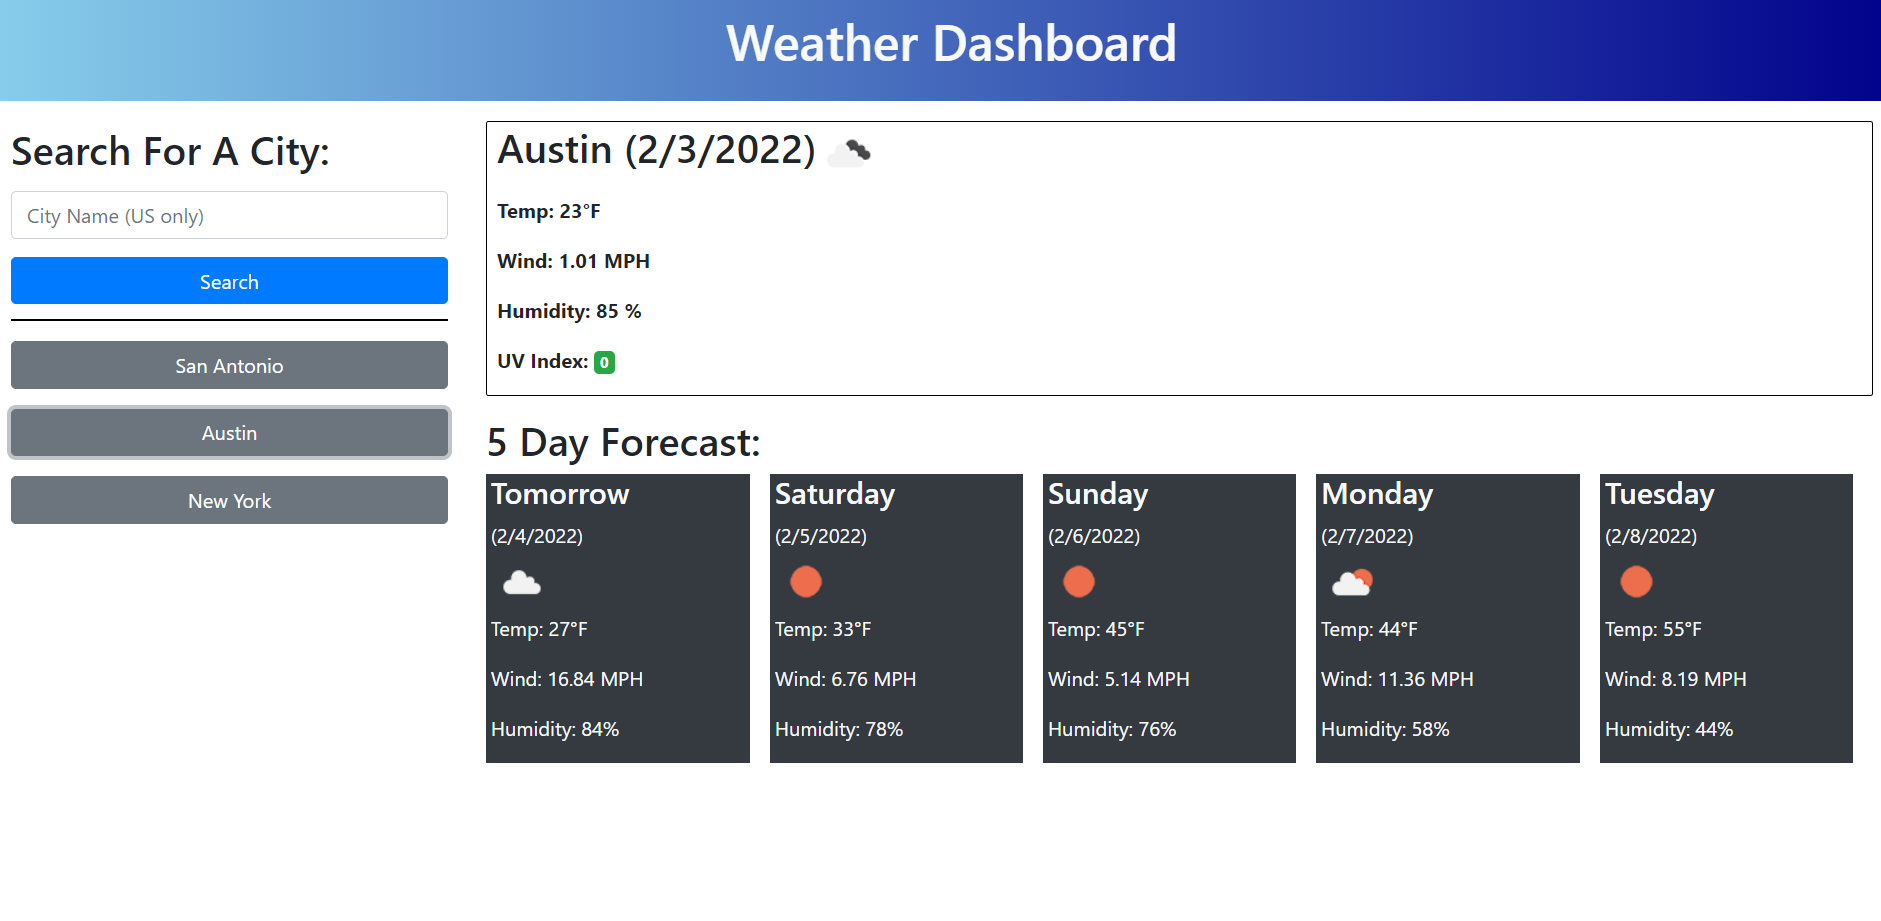 Weather Dashboard
Search For A City:
City Name (US only)
Search
San Antonio
Austin
New York
Austin (2/3/2022)
Temp: 23°F
Wind: 1.01 MPH
Humidity: 85 %
UV Index: 0
5 Day Forecast:
Tomorrow
(2/4/2022)
Temp: 27°F
Wind: 16.84 MPH
Humidity: 84%
Saturday
(2/5/2022)
Temp: 33°F
Wind: 6.76 MPH
Humidity: 78%
Sunday
(2/6/2022)
Temp: 45°F
Wind: 5.14 MPH
Humidity: 76%
Monday
(2/7/2022)
Temp: 44°F
Wind: 11.36 MPH
Humidity: 58%
Tuesday
(2/8/2022)
Temp: 55°F
Wind: 8.19 MPH
Humidity: 44%